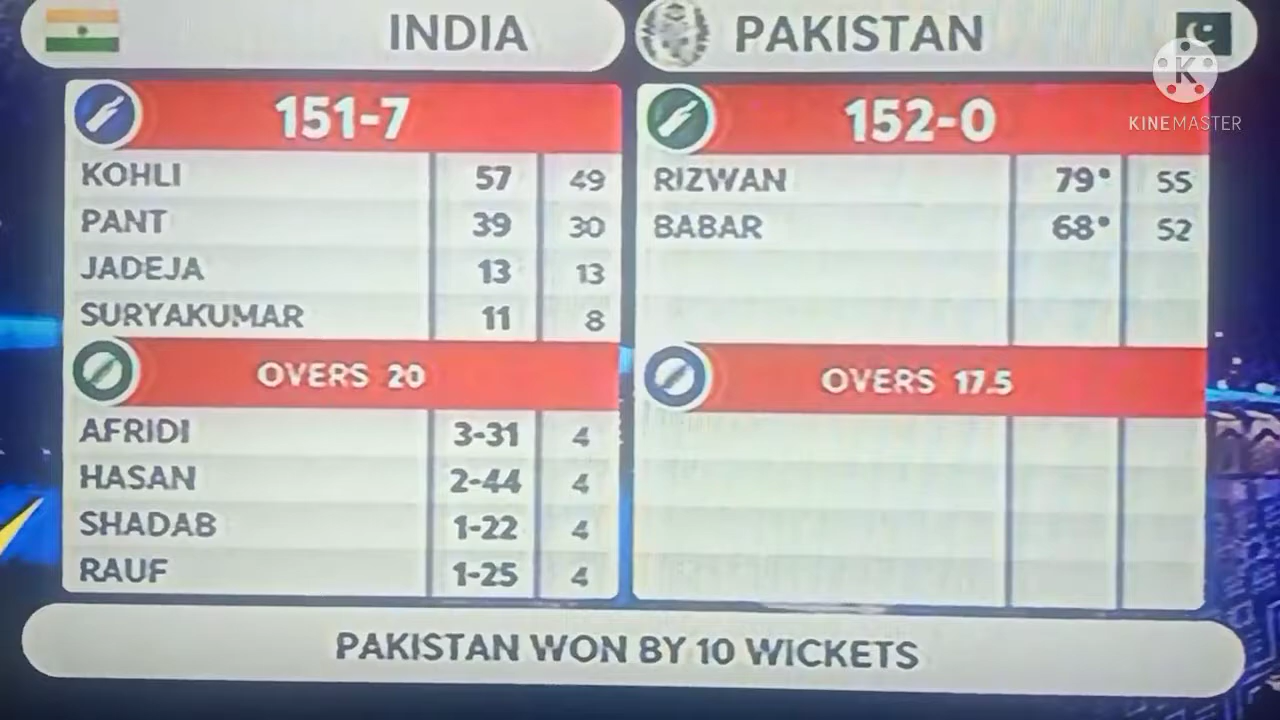 INDIA PAKISTAN
K
KINEMASTER
151-7 152-0
KOHLI 57 49 RIZWAN 79* 55
PANT 39 30 BABAR 68* 52
JADEJA 13 13
SURYAKUMAR 11 8
OVERS 20 OVERS 17.5
AFRIDI 3-31 4
HASAN 2-44 4
SHADAB 1-22 4
RAUF 1-25 4
PAKISTAN WON BY 10 WICKETS